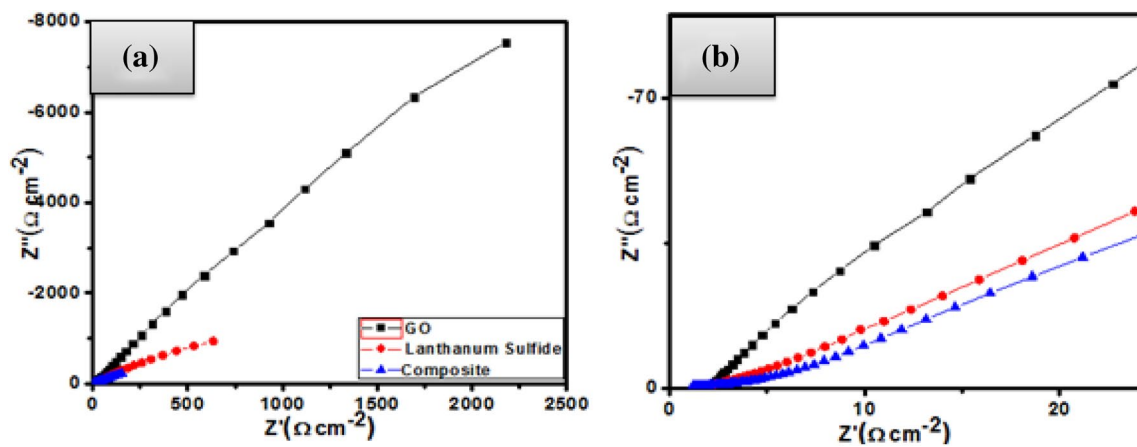 (a)
-8000
-6000
-4000
-2000
0
Z''(Ω cm⁻²)
0 500 1000 1500 2000 2500
Z'(Ω cm⁻²)
GO
Lanthanum Sulfide
Composite
(b)
-70
0
Z''(Ω cm⁻²)
0 10 20
Z'(Ω cm⁻²)